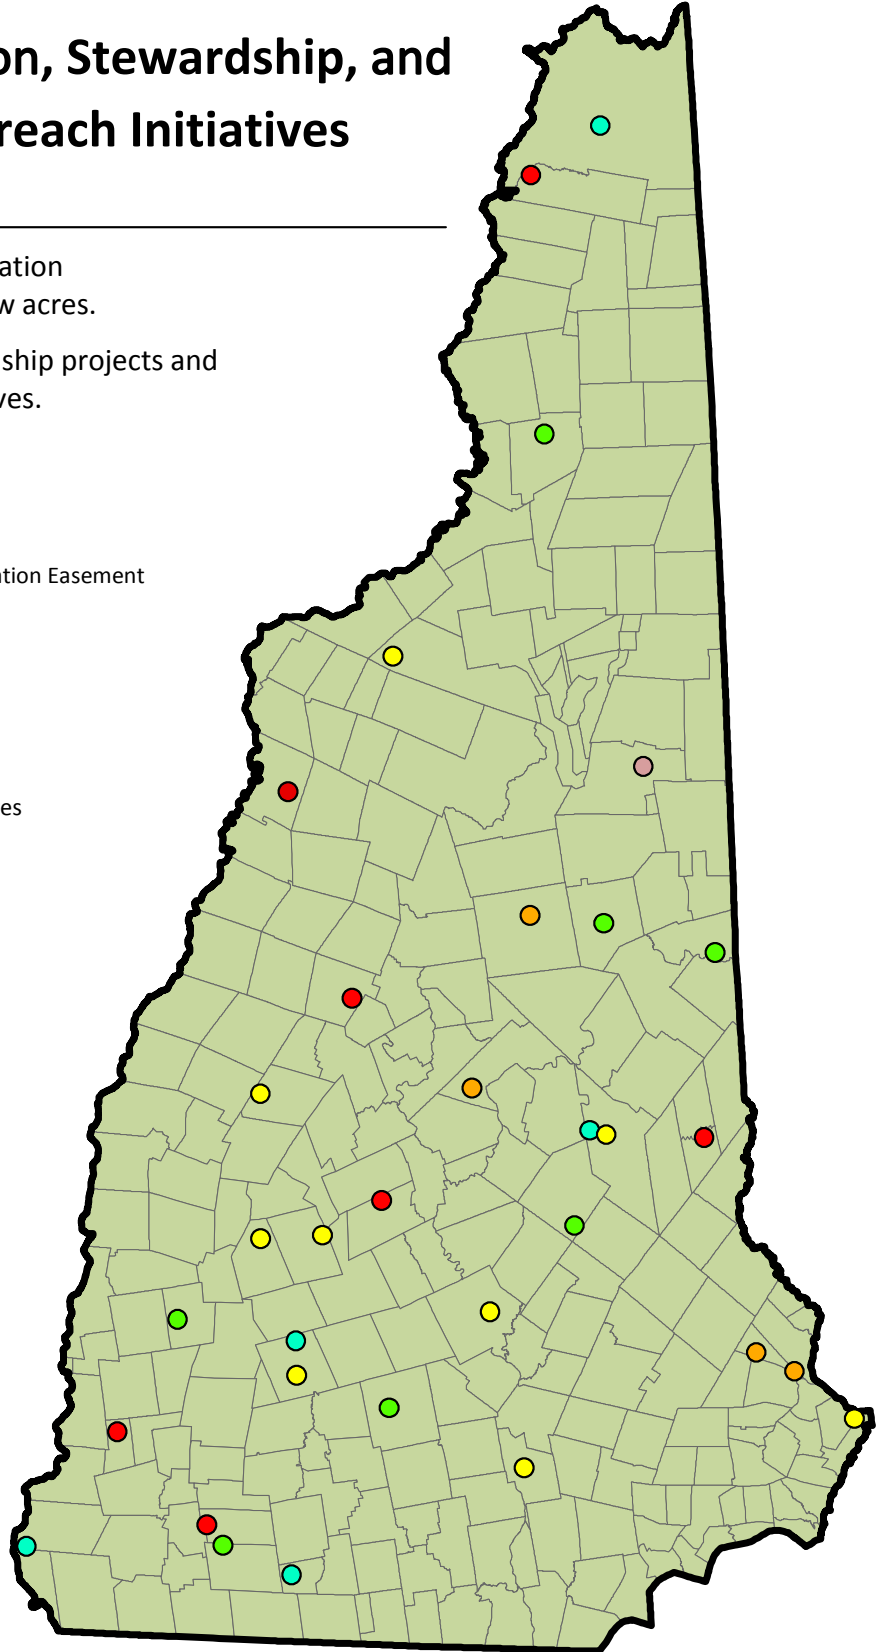 on, Stewardship, and
reach Initiatives
ation
w acres.
ship projects and
ves.
ation Easement
es